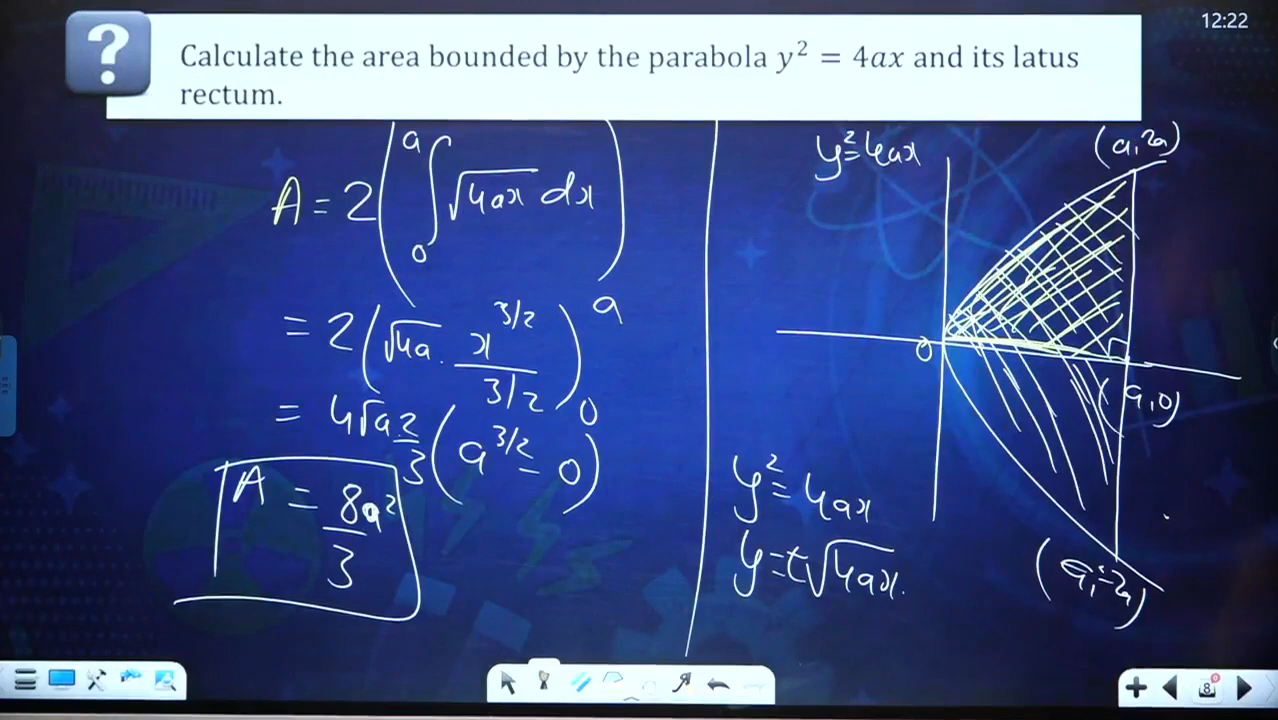 12:22
?
Calculate the area bounded by the parabola y² = 4ax and its latus
rectum.
A = 2(∫₀ᵃ √4ax dx)
= 2(√4a · x^3/2 / 3/2)₀ᵃ
= 4√a 2/3 (a^3/2 - 0)
A = 8a²/3
y² = 4ax
(a, 2a)
0
(a, 0)
y² = 4ax
y = ±√4ax.
(a, -2a)
8